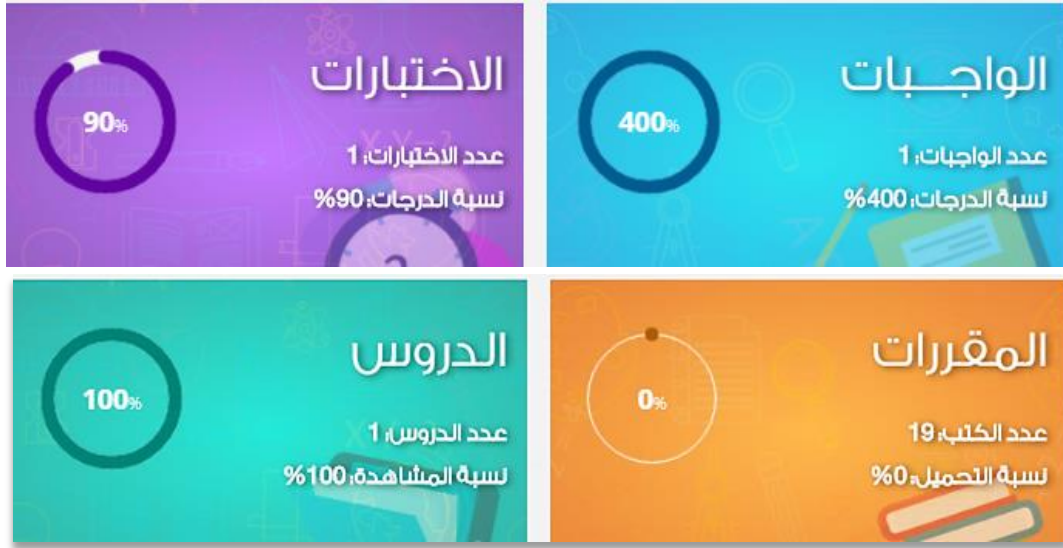 الواجـــبات
400%
عدد الواجبات: 1
نسبة الدرجات: 400%
الاختبارات
90%
عدد الاختبارات: 1
نسبة الدرجات: 90%
المقررات
0%
عدد الكتب: 19
نسبة التحميل: 0%
الدروس
100%
عدد الدروس: 1
نسبة المشاهدة: 100%